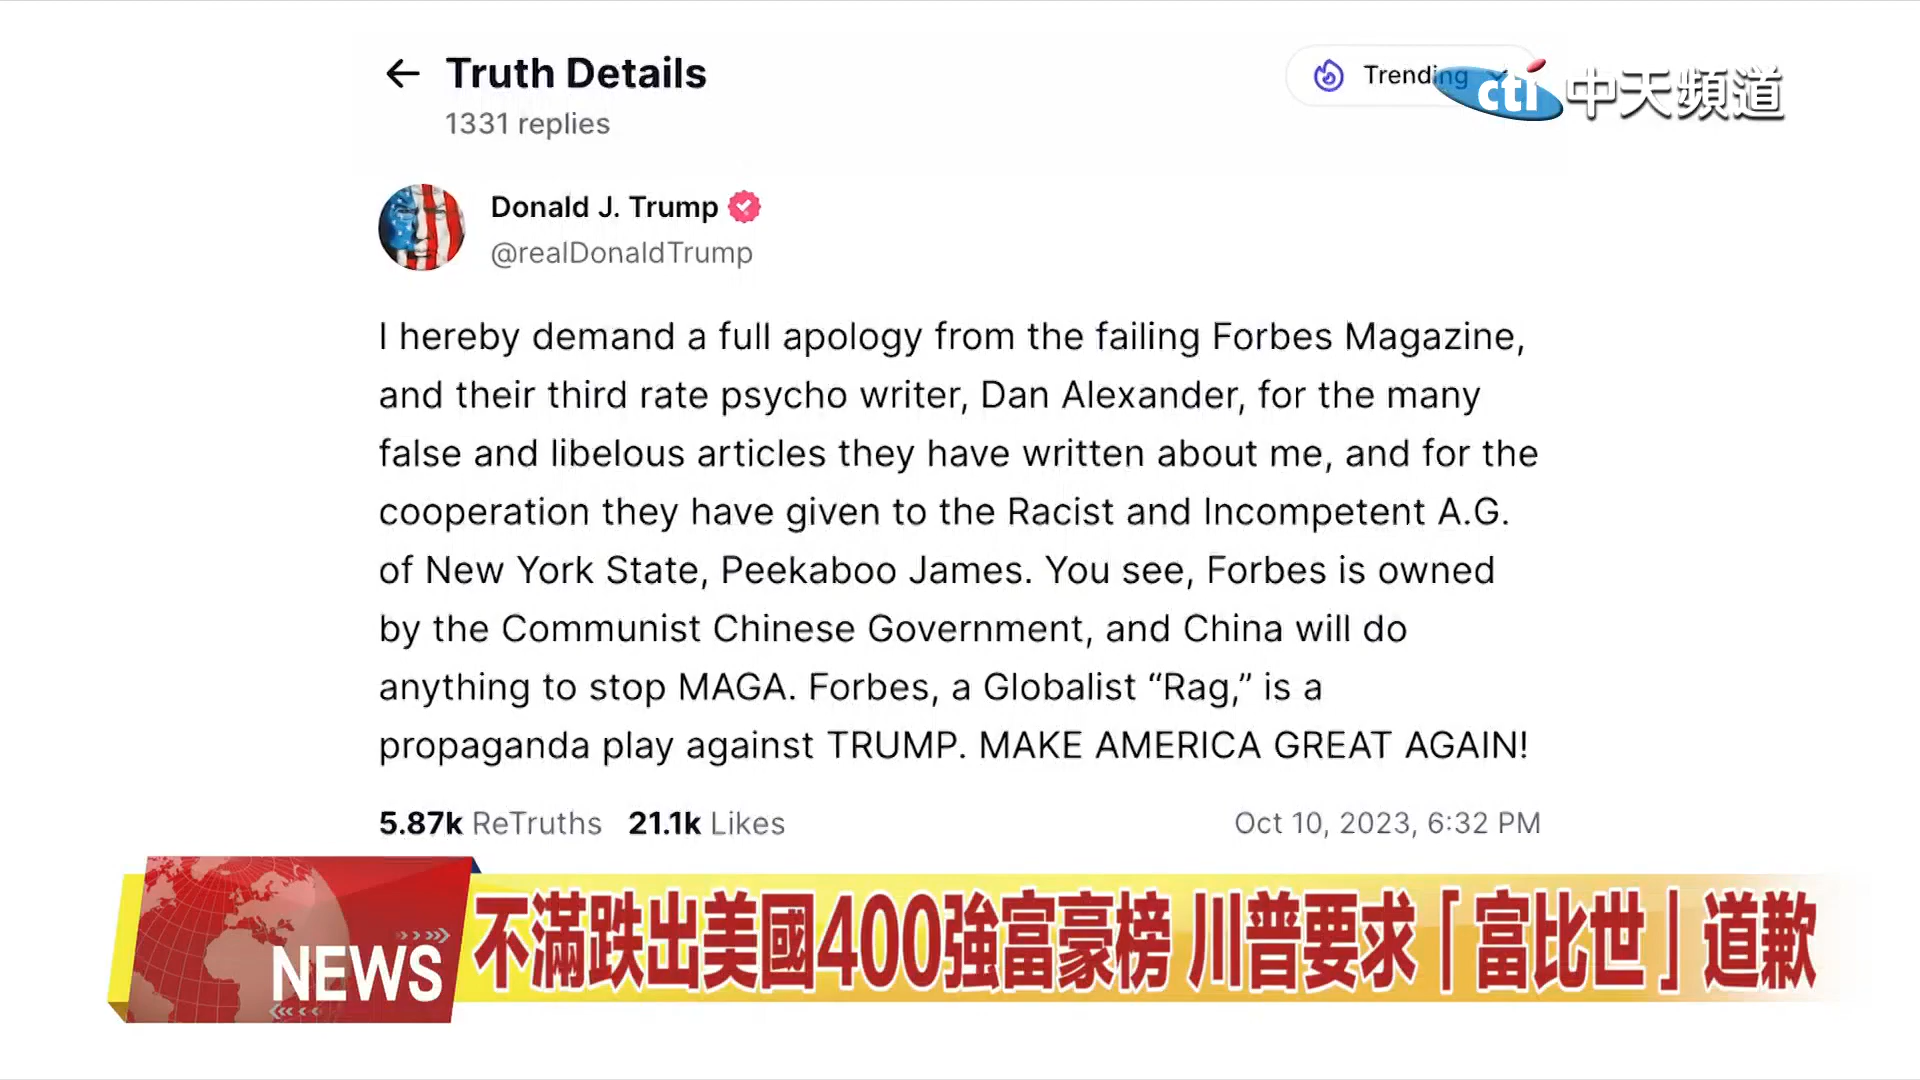 Truth Details
1331 replies
Trending
cti 中天頻道
Donald J. Trump
@realDonaldTrump
I hereby demand a full apology from the failing Forbes Magazine,
and their third rate psycho writer, Dan Alexander, for the many
false and libelous articles they have written about me, and for the
cooperation they have given to the Racist and Incompetent A.G.
of New York State, Peekaboo James. You see, Forbes is owned
by the Communist Chinese Government, and China will do
anything to stop MAGA. Forbes, a Globalist “Rag,” is a
propaganda play against TRUMP. MAKE AMERICA GREAT AGAIN!
5.87k ReTruths 21.1k Likes Oct 10, 2023, 6:32 PM
NEWS
不滿跌出美國400強富豪榜 川普要求「富比世」道歉